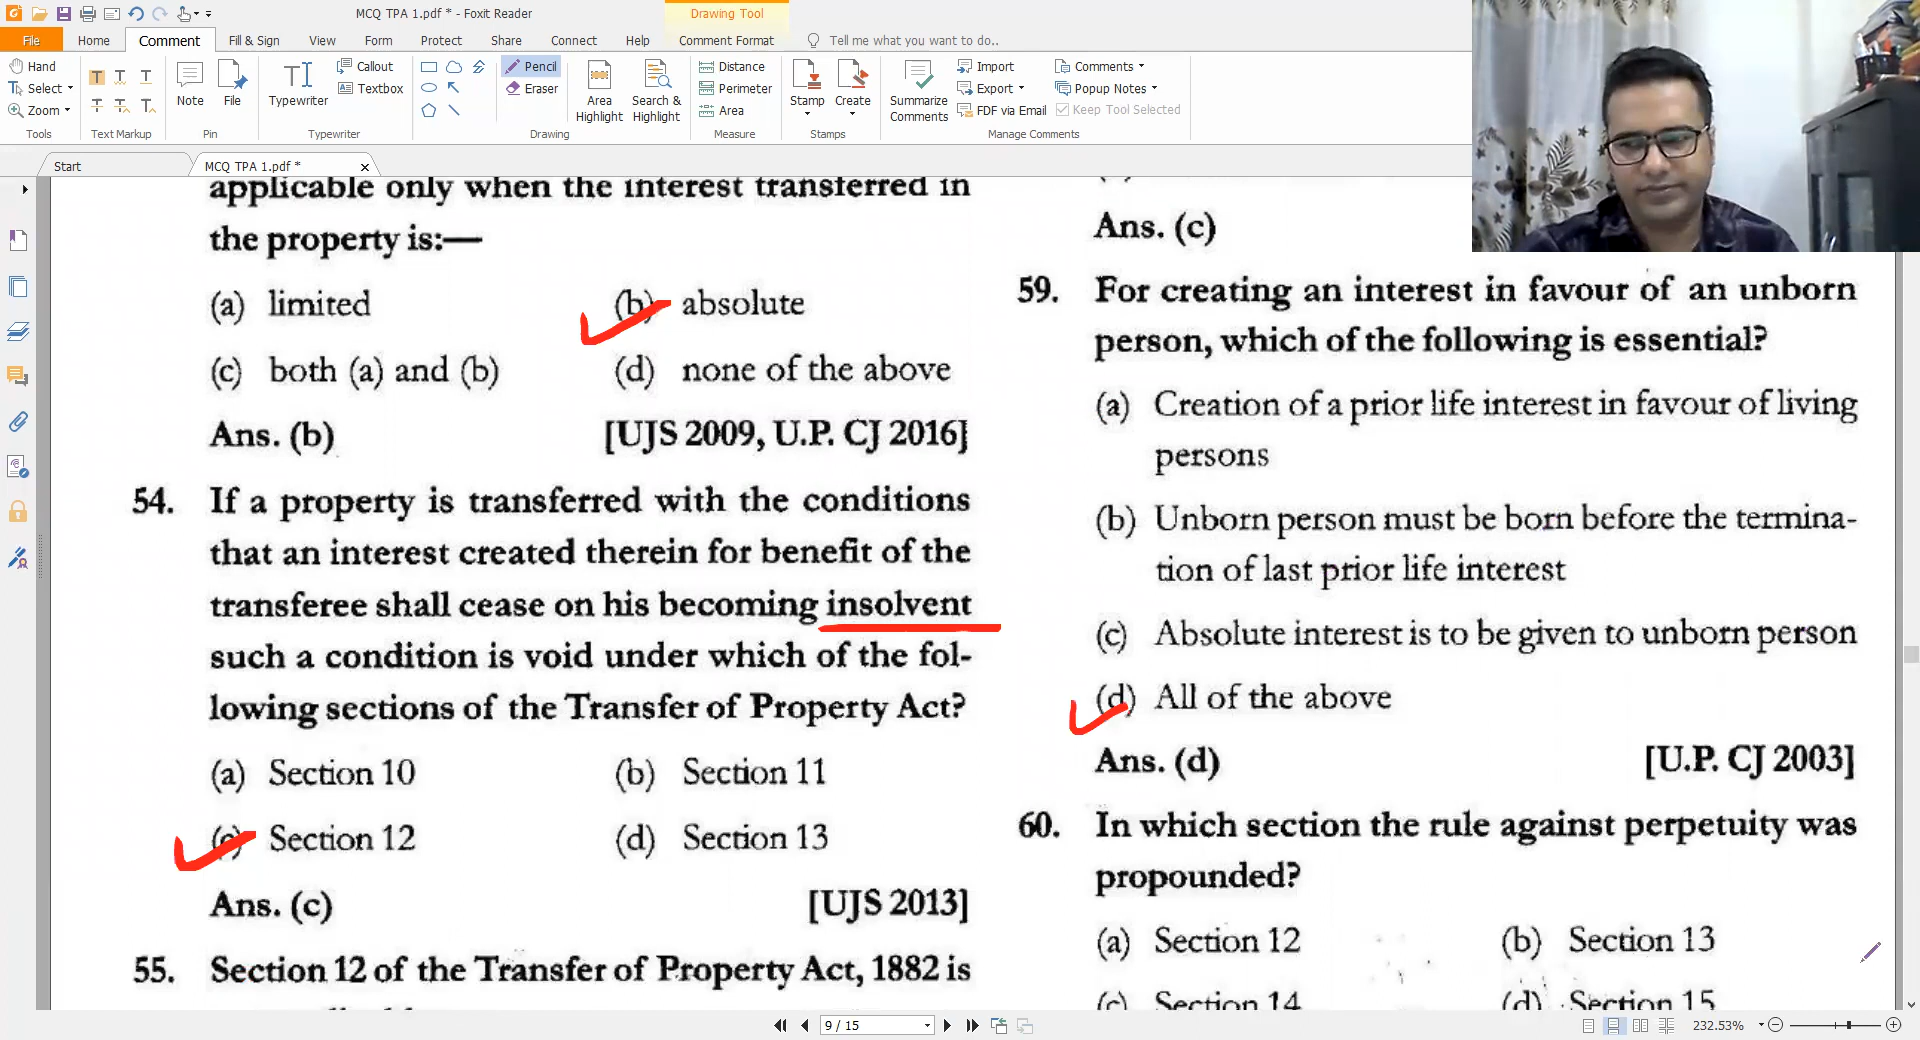 MCQ TPA 1.pdf * - Foxit Reader
Drawing Tool
File
Home
Comment
Fill & Sign
View
Form
Protect
Share
Connect
Help
Comment Format
Tell me what you want to do..
Hand
Select
Zoom
Tools
Text Markup
Note
File
Pin
Typewriter
Callout
Textbox
Typewriter
Pencil
Eraser
Drawing
Area Highlight
Search & Highlight
Distance
Perimeter
Area
Measure
Stamp
Create
Stamps
Summarize Comments
Import
Export
FDF via Email
Comments
Popup Notes
Keep Tool Selected
Manage Comments
Start
MCQ TPA 1.pdf *
applicable only when the interest transferred in
the property is:—
(a) limited
(b) absolute
(c) both (a) and (b)
(d) none of the above
Ans. (b) [UJS 2009, U.P. CJ 2016]
54. If a property is transferred with the conditions
that an interest created therein for benefit of the
transferee shall cease on his becoming insolvent
such a condition is void under which of the fol-
lowing sections of the Transfer of Property Act?
(a) Section 10
(b) Section 11
(c) Section 12
(d) Section 13
Ans. (c) [UJS 2013]
55. Section 12 of the Transfer of Property Act, 1882 is
Ans. (c)
59. For creating an interest in favour of an unborn
person, which of the following is essential?
(a) Creation of a prior life interest in favour of living
persons
(b) Unborn person must be born before the termina-
tion of last prior life interest
(c) Absolute interest is to be given to unborn person
(d) All of the above
Ans. (d) [U.P. CJ 2003]
60. In which section the rule against perpetuity was
propounded?
(a) Section 12
(b) Section 13
(c) Section 14
(d) Section 15
9 / 15
232.53%